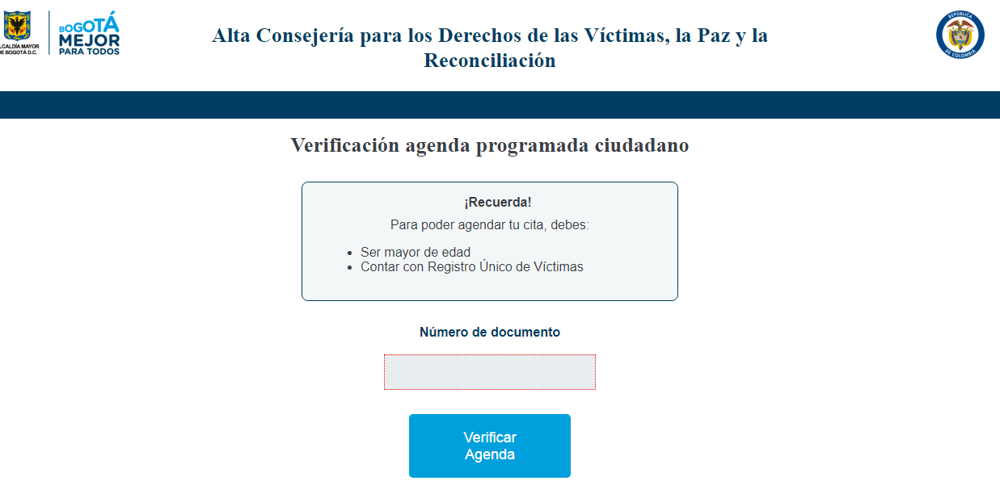 BOGOTÁ
MEJOR
PARA TODOS
LCALDÍA MAYOR
E BOGOTÁ D.C.
Alta Consejería para los Derechos de las Víctimas, la Paz y la
Reconciliación
REPÚBLICA
DE COLOMBIA
Verificación agenda programada ciudadano
¡Recuerda!
Para poder agendar tu cita, debes:
Ser mayor de edad
Contar con Registro Único de Víctimas
Número de documento
Verificar
Agenda